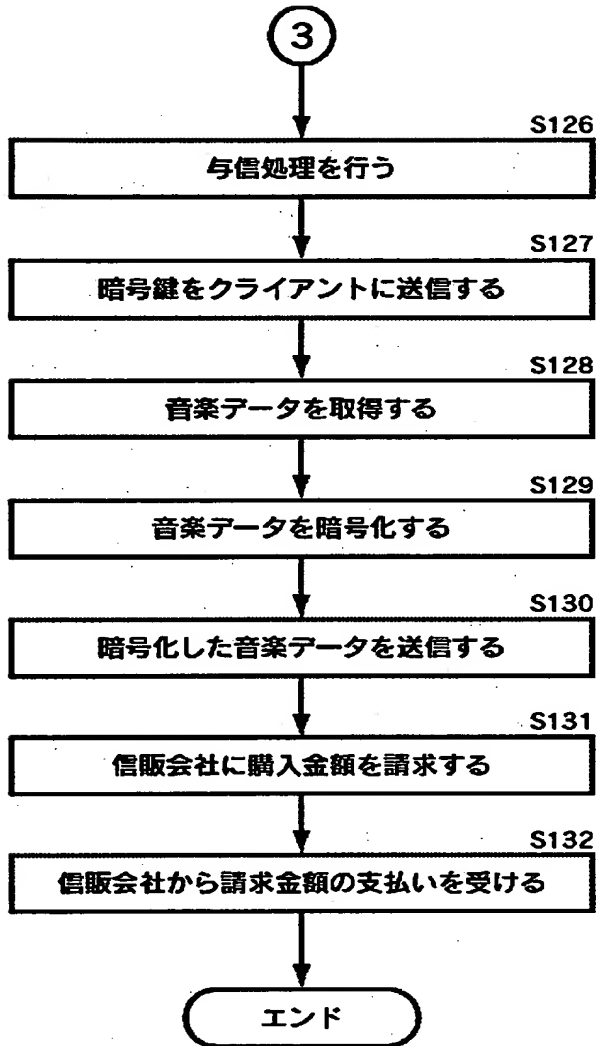 3
S126
与信処理を行う
S127
暗号鍵をクライアントに送信する
S128
音楽データを取得する
S129
音楽データを暗号化する
S130
暗号化した音楽データを送信する
S131
信販会社に購入金額を請求する
S132
信販会社から請求金額の支払いを受ける
エンド